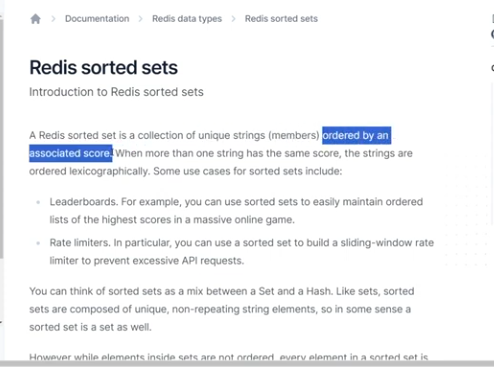 Documentation > Redis data types > Redis sorted sets
Redis sorted sets
Introduction to Redis sorted sets
A Redis sorted set is a collection of unique strings (members) ordered by an
associated score. When more than one string has the same score, the strings are
ordered lexicographically. Some use cases for sorted sets include:
Leaderboards. For example, you can use sorted sets to easily maintain ordered
lists of the highest scores in a massive online game.
Rate limiters. In particular, you can use a sorted set to build a sliding-window rate
limiter to prevent excessive API requests.
You can think of sorted sets as a mix between a Set and a Hash. Like sets, sorted
sets are composed of unique, non-repeating string elements, so in some sense a
sorted set is a set as well.
However while elements inside sets are not ordered, every element in a sorted set is